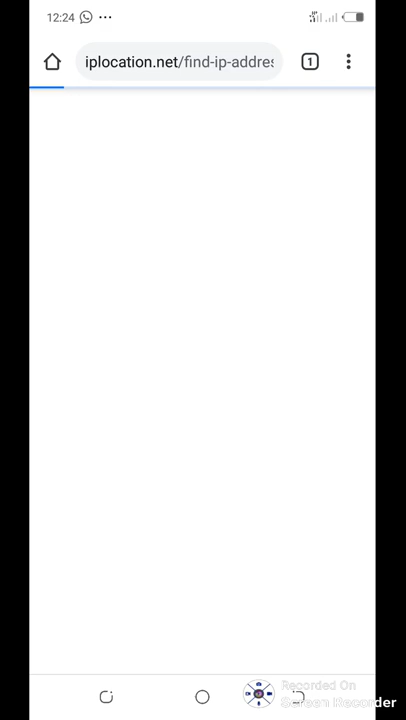 12:24
iplocation.net/find-ip-addres
1
Recorded On
Screen Recorder